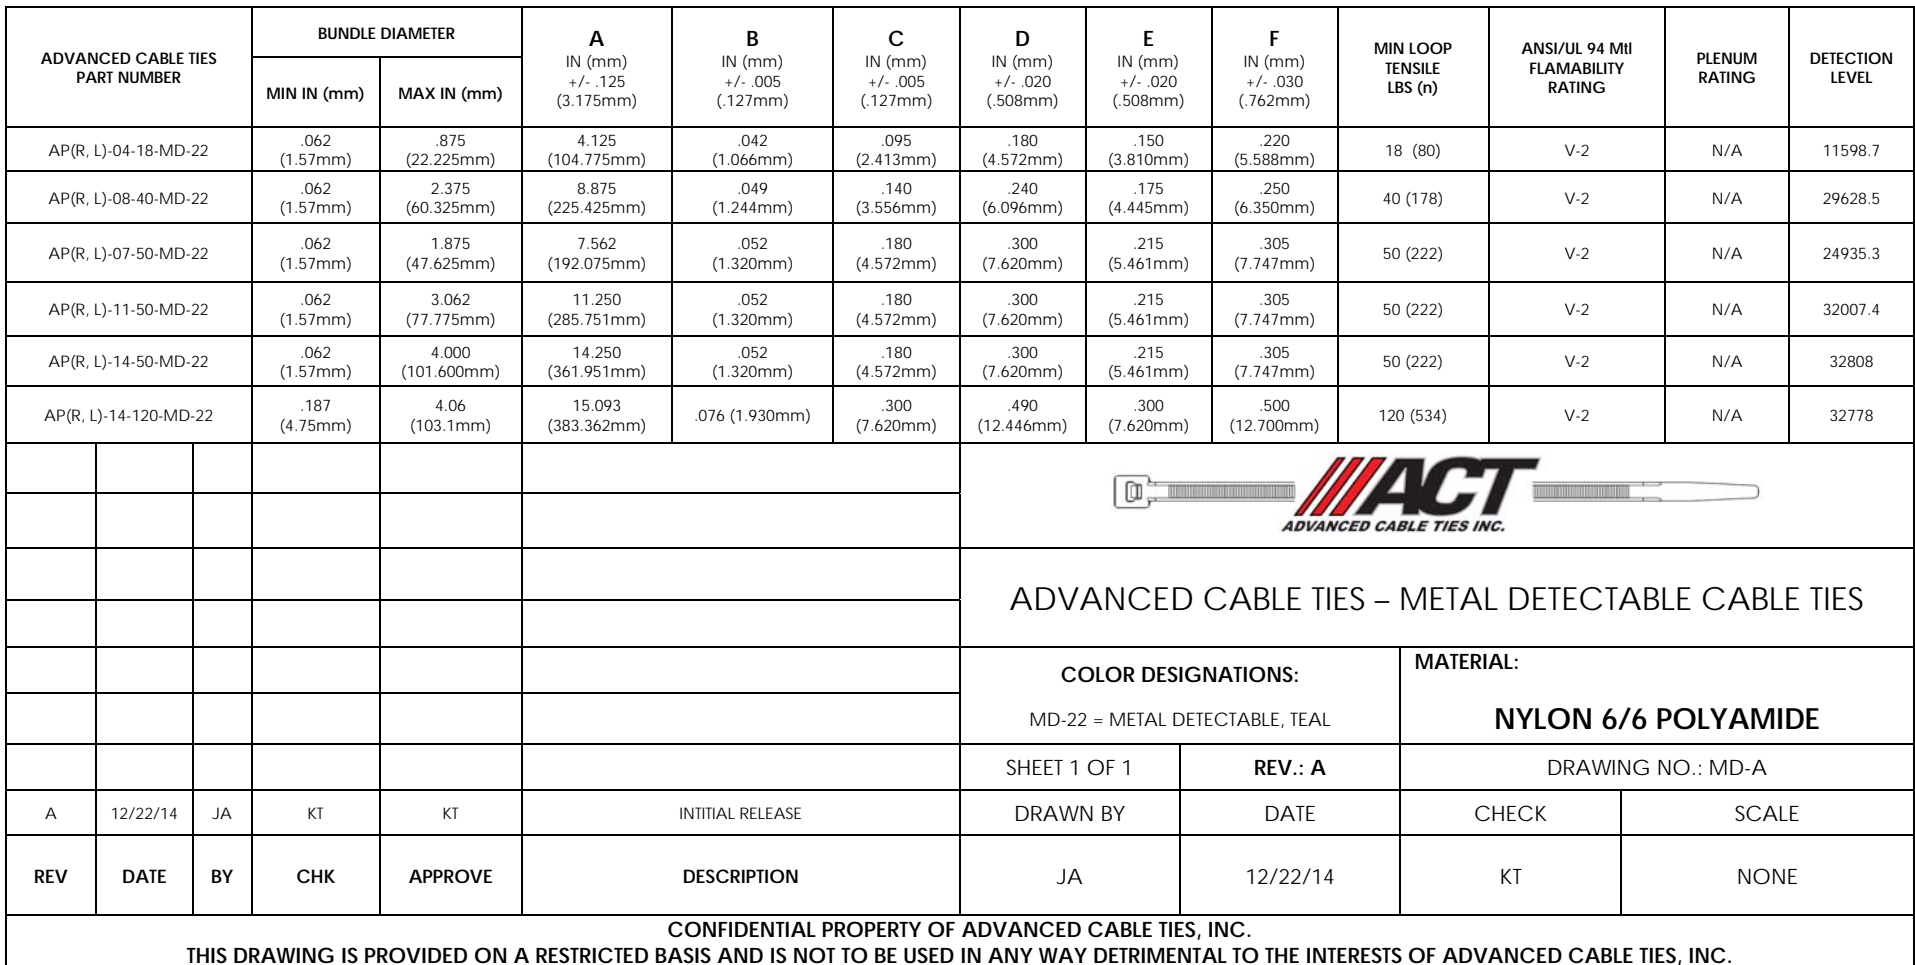 ADVANCED CABLE TIES
PART NUMBER
BUNDLE DIAMETER
MIN IN (mm)
MAX IN (mm)
A
IN (mm)
+/- .125
(3.175mm)
B
IN (mm)
+/- .005
(.127mm)
C
IN (mm)
+/- .005
(.127mm)
D
IN (mm)
+/- .020
(.508mm)
E
IN (mm)
+/- .020
(.508mm)
F
IN (mm)
+/- .030
(.762mm)
MIN LOOP
TENSILE
LBS (n)
ANSI/UL 94 Mtl
FLAMABILITY
RATING
PLENUM
RATING
DETECTION
LEVEL
AP(R, L)-04-18-MD-22 .062 .875 4.125 .042 .095 .180 .150 .220 18 (80) V-2 N/A 11598.7
(1.57mm) (22.225mm) (104.775mm) (1.066mm) (2.413mm) (4.572mm) (3.810mm) (5.588mm)
AP(R, L)-08-40-MD-22 .062 2.375 8.875 .049 .140 .240 .175 .250 40 (178) V-2 N/A 29628.5
(1.57mm) (60.325mm) (225.425mm) (1.244mm) (3.556mm) (6.096mm) (4.445mm) (6.350mm)
AP(R, L)-07-50-MD-22 .062 1.875 7.562 .052 .180 .300 .215 .305 50 (222) V-2 N/A 24935.3
(1.57mm) (47.625mm) (192.075mm) (1.320mm) (4.572mm) (7.620mm) (5.461mm) (7.747mm)
AP(R, L)-11-50-MD-22 .062 3.062 11.250 .052 .180 .300 .215 .305 50 (222) V-2 N/A 32007.4
(1.57mm) (77.775mm) (285.751mm) (1.320mm) (4.572mm) (7.620mm) (5.461mm) (7.747mm)
AP(R, L)-14-50-MD-22 .062 4.000 14.250 .052 .180 .300 .215 .305 50 (222) V-2 N/A 32808
(1.57mm) (101.600mm) (361.951mm) (1.320mm) (4.572mm) (7.620mm) (5.461mm) (7.747mm)
AP(R, L)-14-120-MD-22 .187 4.06 15.093 .076 (1.930mm) .300 .490 .300 .500 120 (534) V-2 N/A 32778
(4.75mm) (103.1mm) (383.362mm) (7.620mm) (12.446mm) (7.620mm) (12.700mm)
ACT
ADVANCED CABLE TIES INC.
ADVANCED CABLE TIES – METAL DETECTABLE CABLE TIES
COLOR DESIGNATIONS:
MD-22 = METAL DETECTABLE, TEAL
MATERIAL:
NYLON 6/6 POLYAMIDE
SHEET 1 OF 1 REV.: A DRAWING NO.: MD-A
A 12/22/14 JA KT KT INTITIAL RELEASE DRAWN BY DATE CHECK SCALE
REV DATE BY CHK APPROVE DESCRIPTION JA 12/22/14 KT NONE
CONFIDENTIAL PROPERTY OF ADVANCED CABLE TIES, INC.
THIS DRAWING IS PROVIDED ON A RESTRICTED BASIS AND IS NOT TO BE USED IN ANY WAY DETRIMENTAL TO THE INTERESTS OF ADVANCED CABLE TIES, INC.